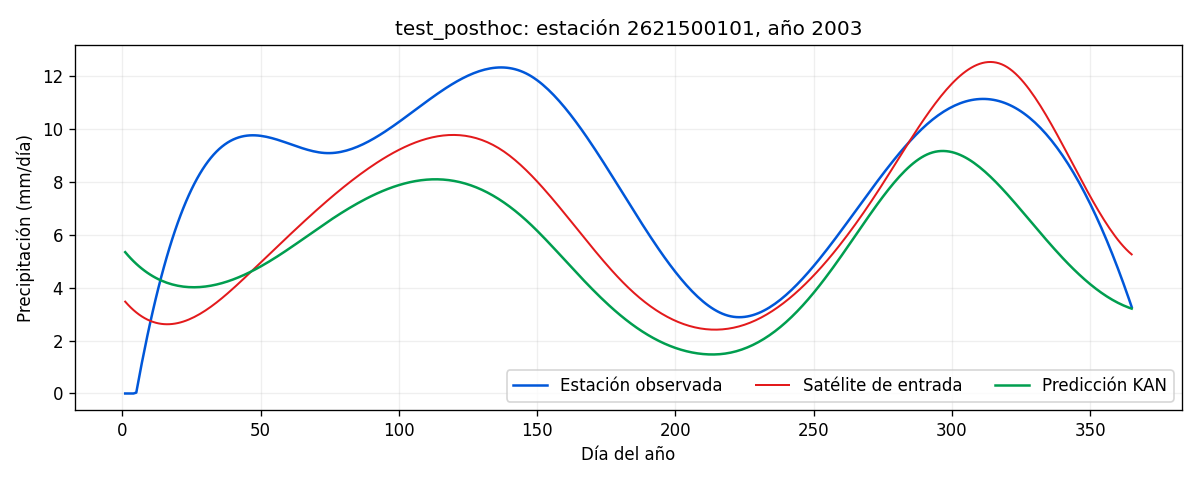 test_posthoc: estación 2621500101, año 2003
Precipitación (mm/día)
12
10
8
6
4
2
0
Estación observada Satélite de entrada Predicción KAN
0 50 100 150 200 250 300 350
Día del año